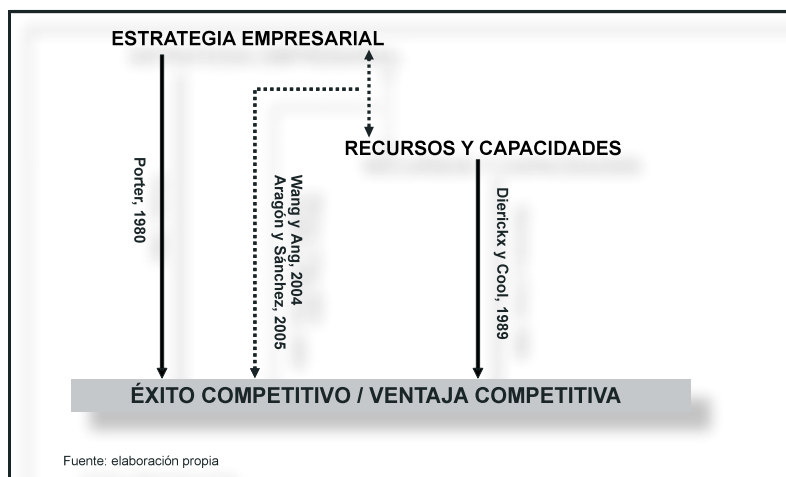 ESTRATEGIA EMPRESARIAL
RECURSOS Y CAPACIDADES
Porter, 1980
Wang y Ang, 2004
Aragón y Sánchez, 2005
Dierickx y Cool, 1989
ÉXITO COMPETITIVO / VENTAJA COMPETITIVA
Fuente: elaboración propia